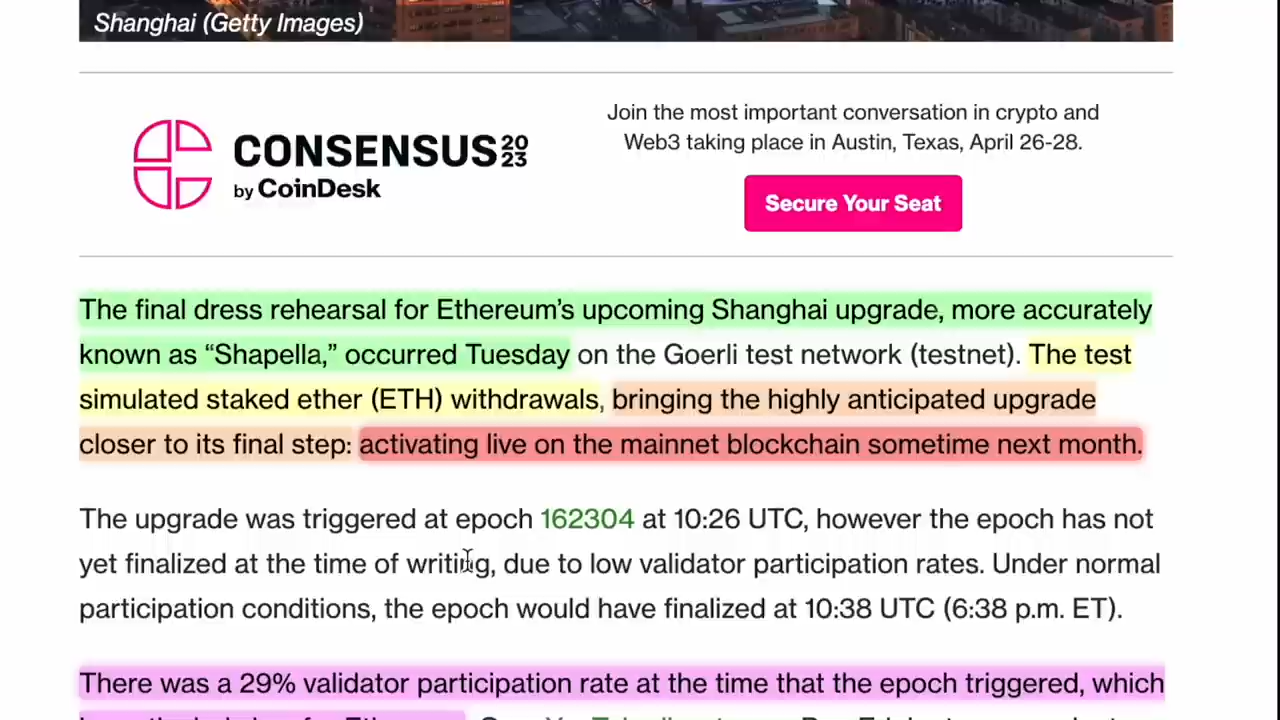 Shanghai (Getty Images)
CONSENSUS 20
23
by CoinDesk
Join the most important conversation in crypto and
Web3 taking place in Austin, Texas, April 26-28.
Secure Your Seat
The final dress rehearsal for Ethereum’s upcoming Shanghai upgrade, more accurately
known as “Shapella,” occurred Tuesday on the Goerli test network (testnet). The test
simulated staked ether (ETH) withdrawals, bringing the highly anticipated upgrade
closer to its final step: activating live on the mainnet blockchain sometime next month.
The upgrade was triggered at epoch 162304 at 10:26 UTC, however the epoch has not
yet finalized at the time of writing, due to low validator participation rates. Under normal
participation conditions, the epoch would have finalized at 10:38 UTC (6:38 p.m. ET).
There was a 29% validator participation rate at the time that the epoch triggered, which